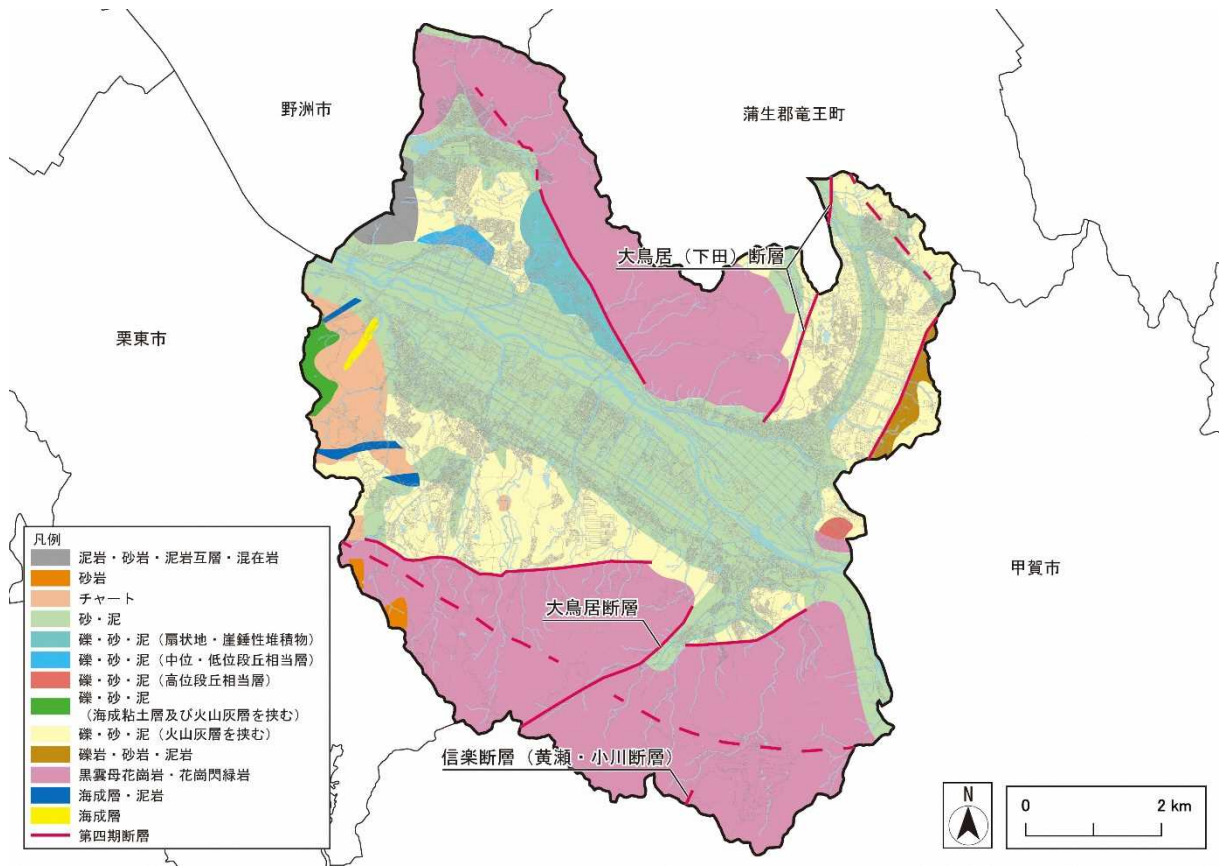 野洲市
蒲生郡竜王町
大鳥居（下田）断層
栗東市
甲賀市
大鳥居断層
信楽断層（黄瀬・小川断層）
凡例
泥岩・砂岩・泥岩互層・混在岩
砂岩
チャート
砂・泥
礫・砂・泥（扇状地・崖錐性堆積物）
礫・砂・泥（中位・低位段丘相当層）
礫・砂・泥（高位段丘相当層）
礫・砂・泥
（海成粘土層及び火山灰層を挟む）
礫・砂・泥（火山灰層を挟む）
礫岩・砂岩・泥岩
黒雲母花崗岩・花崗閃緑岩
海成層・泥岩
海成層
第四期断層
N
0 2 km